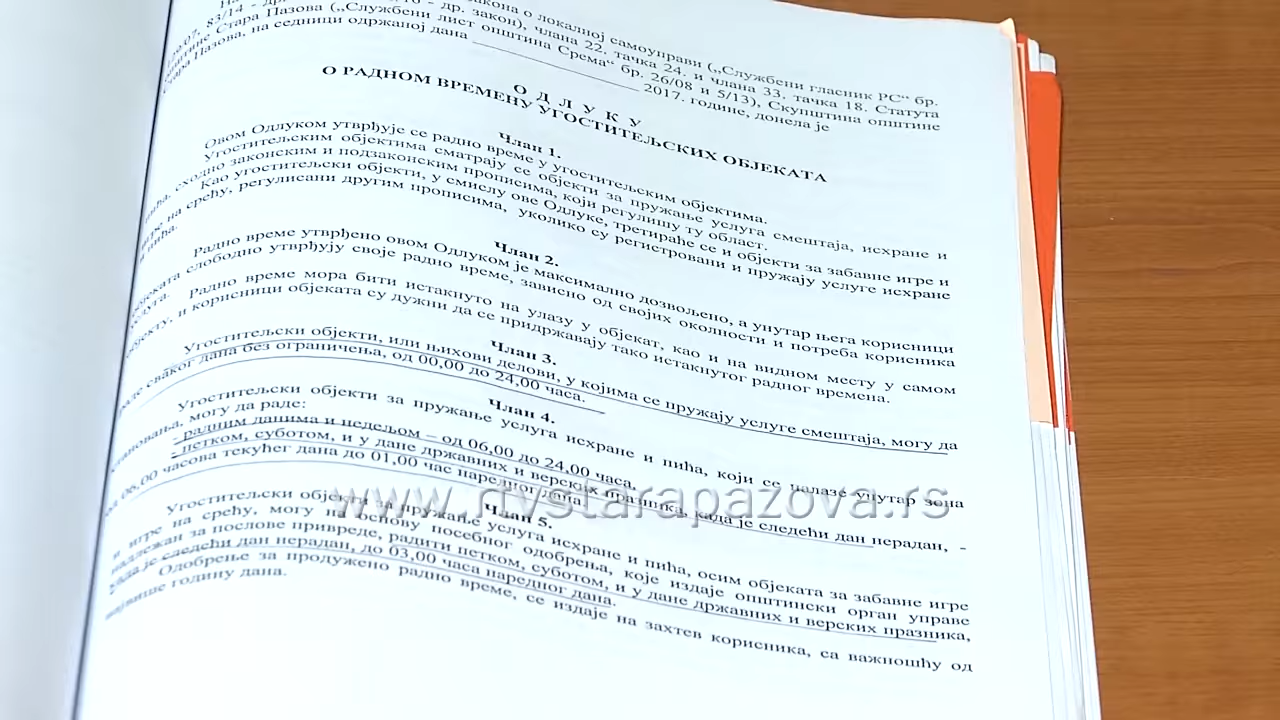 закона о локалној самоуправи („Службени гласник РС“ бр.
129/07, 83/14 - др. закон), члана 22. тачка 24. и члана 33. тачка 18. Статута
општине Стара Пазова („Службени лист општина Срема“ бр. 26/08 и 5/13), Скупштина општине
Стара Пазова, на седници одржаној дана ____________ 2017. године, донела је
О Д Л У К У
О РАДНОМ ВРЕМЕНУ УГОСТИТЕЉСКИХ ОБЈЕКАТА
Члан 1.
Овом Одлуком утврђује се радно време у угоститељским објектима.
Угоститељским објектима сматрају се објекти за пружање услуга смештаја, исхране и
пића, сходно законским и подзаконским прописима, који регулишу ту област.
Као угоститељски објекти, у смислу ове Одлуке, третираће се и објекти за забавне игре и
игре на срећу, регулисани другим прописима, уколико су регистровани и пружају услуге исхране
и пића.
Члан 2.
Радно време утврђено овом Одлуком је максимално дозвољено, а унутар њега корисници
објеката слободно утврђују своје радно време, зависно од својих околности и потреба корисника
услуга.
Радно време мора бити истакнуто на улазу у објекат, као и на видном месту у самом
објекту, и корисници објеката су дужни да се придржавају тако истакнутог радног времена.
Члан 3.
Угоститељски објекти, или њихови делови, у којима се пружају услуге смештаја, могу да
раде сваког дана без ограничења, од 00,00 до 24,00 часа.
Члан 4.
Угоститељски објекти за пружање услуга исхране и пића, који се налазе унутар зона
становања, могу да раде:
- радним данима и недељом – од 06,00 до 24,00 часа,
- петком, суботом, и у дане државних и верских празника, када је следећи дан нерадан, -
од 06,00 часова текућег дана до 01,00 час наредног дана.
www.rtvstarapazova.rs
Члан 5.
Угоститељски објекти за пружање услуга исхране и пића, осим објеката за забавне игре
и игре на срећу, могу на основу посебног одобрења, које издаје општински орган управе
надлежан за послове привреде, радити петком, суботом, и у дане државних и верских празника,
када је следећи дан нерадан, до 03,00 часа наредног дана.
Одобрење за продужено радно време, се издаје на захтев корисника, са важношћу од
највише годину дана.